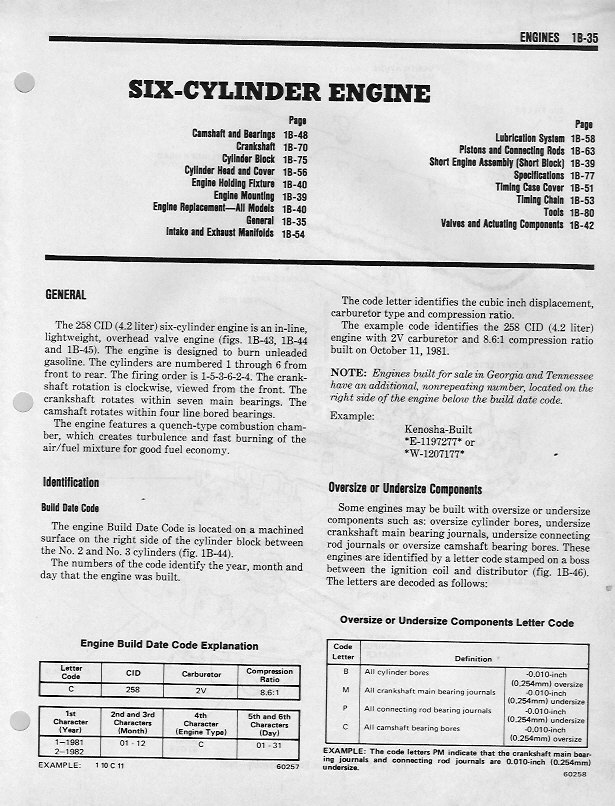 ENGINES 1B-35
SIX-CYLINDER ENGINE
Page
Camshaft and Bearings 1B-48
Crankshaft 1B-70
Cylinder Block 1B-75
Cylinder Head and Cover 1B-56
Engine Holding Fixture 1B-40
Engine Mounting 1B-39
Engine Replacement—All Models 1B-40
General 1B-35
Intake and Exhaust Manifolds 1B-54
Page
Lubrication System 1B-58
Pistons and Connecting Rods 1B-63
Short Engine Assembly (Short Block) 1B-39
Specifications 1B-77
Timing Case Cover 1B-51
Timing Chain 1B-53
Tools 1B-80
Valves and Actuating Components 1B-42
GENERAL
The 258 CID (4.2 liter) six-cylinder engine is an in-line,
lightweight, overhead valve engine (figs. 1B-43, 1B-44
and 1B-45). The engine is designed to burn unleaded
gasoline. The cylinders are numbered 1 through 6 from
front to rear. The firing order is 1-5-3-6-2-4. The crank-
shaft rotation is clockwise, viewed from the front. The
crankshaft rotates within seven main bearings. The
camshaft rotates within four line bored bearings.
The engine features a quench-type combustion cham-
ber, which creates turbulence and fast burning of the
air/fuel mixture for good fuel economy.
Identification
Build Date Code
The engine Build Date Code is located on a machined
surface on the right side of the cylinder block between
the No. 2 and No. 3 cylinders (fig. 1B-44).
The numbers of the code identify the year, month and
day that the engine was built.
Engine Build Date Code Explanation
Letter Code CID Carburetor Compression Ratio
C 258 2V 8.6:1
1st Character (Year) 2nd and 3rd Characters (Month) 4th Character (Engine Type) 5th and 6th Characters (Day)
1–1981 01 - 12 C 01 - 31
2–1982
EXAMPLE: 1 10 C 11 60257
The code letter identifies the cubic inch displacement,
carburetor type and compression ratio.
The example code identifies the 258 CID (4.2 liter)
engine with 2V carburetor and 8.6:1 compression ratio
built on October 11, 1981.
NOTE: Engines built for sale in Georgia and Tennessee
have an additional, nonrepeating number, located on the
right side of the engine below the build date code.
Example:
Kenosha-Built
*E-1197277* or
*W-1207177*
Oversize or Undersize Components
Some engines may be built with oversize or undersize
components such as: oversize cylinder bores, undersize
crankshaft main bearing journals, undersize connecting
rod journals or oversize camshaft bearing bores. These
engines are identified by a letter code stamped on a boss
between the ignition coil and distributor (fig. 1B-46).
The letters are decoded as follows:
Oversize or Undersize Components Letter Code
Code Letter Definition
B All cylinder bores -0.010-inch
(0.254mm) oversize
M All crankshaft main bearing journals -0.010-inch
(0.254mm) undersize
P All connecting rod bearing journals -0.010-inch
(0.254mm) undersize
C All camshaft bearing bores -0.010-inch
(0.254mm) oversize
EXAMPLE: The code letters PM indicate that the crankshaft main bear-
ing journals and connecting rod journals are 0.010-inch (0.254mm)
undersize.
60258